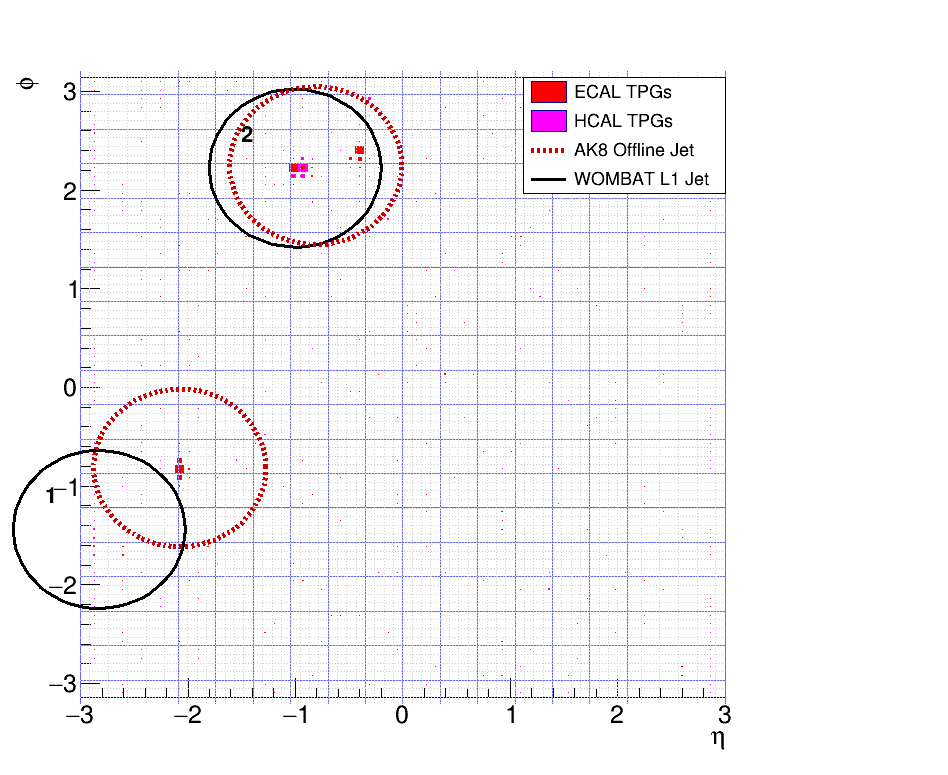 ϕ
3
2
1
0
−1
−2
−3
2
1
ECAL TPGs
HCAL TPGs
AK8 Offline Jet
WOMBAT L1 Jet
−3 −2 −1 0 1 2 3
η